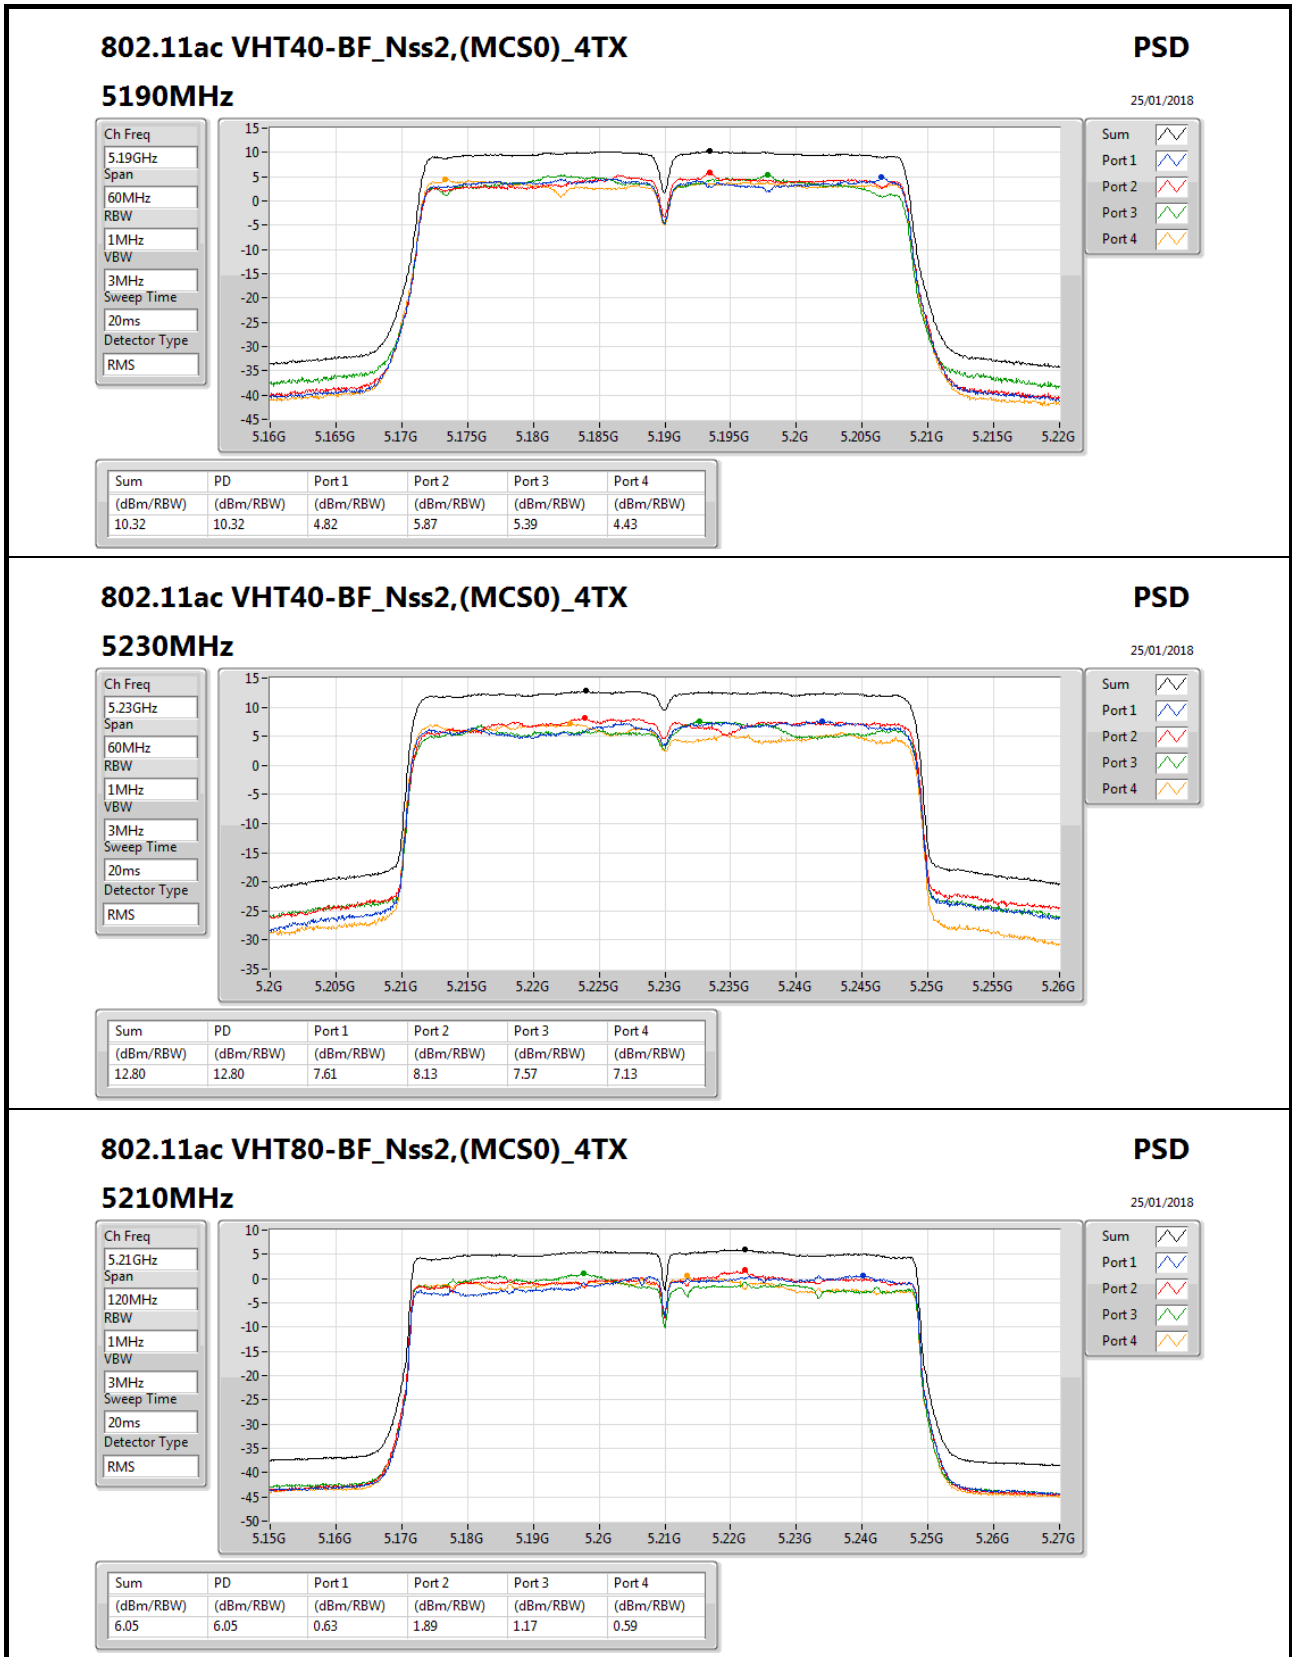 802.11ac VHT40-BF_Nss2,(MCS0)_4TX PSD
5190MHz 25/01/2018
Ch Freq
5.19GHz
Span
60MHz
RBW
1MHz
VBW
3MHz
Sweep Time
20ms
Detector Type
RMS
15
10
5
0
-5
-10
-15
-20
-25
-30
-35
-40
-45
5.16G 5.165G 5.17G 5.175G 5.18G 5.185G 5.19G 5.195G 5.2G 5.205G 5.21G 5.215G 5.22G
Sum
Port 1
Port 2
Port 3
Port 4
Sum PD Port 1 Port 2 Port 3 Port 4
(dBm/RBW) (dBm/RBW) (dBm/RBW) (dBm/RBW) (dBm/RBW) (dBm/RBW)
10.32 10.32 4.82 5.87 5.39 4.43
802.11ac VHT40-BF_Nss2,(MCS0)_4TX PSD
5230MHz 25/01/2018
Ch Freq
5.23GHz
Span
60MHz
RBW
1MHz
VBW
3MHz
Sweep Time
20ms
Detector Type
RMS
15
10
5
0
-5
-10
-15
-20
-25
-30
-35
5.2G 5.205G 5.21G 5.215G 5.22G 5.225G 5.23G 5.235G 5.24G 5.245G 5.25G 5.255G 5.26G
Sum
Port 1
Port 2
Port 3
Port 4
Sum PD Port 1 Port 2 Port 3 Port 4
(dBm/RBW) (dBm/RBW) (dBm/RBW) (dBm/RBW) (dBm/RBW) (dBm/RBW)
12.80 12.80 7.61 8.13 7.57 7.13
802.11ac VHT80-BF_Nss2,(MCS0)_4TX PSD
5210MHz 25/01/2018
Ch Freq
5.21GHz
Span
120MHz
RBW
1MHz
VBW
3MHz
Sweep Time
20ms
Detector Type
RMS
10
5
0
-5
-10
-15
-20
-25
-30
-35
-40
-45
-50
5.15G 5.16G 5.17G 5.18G 5.19G 5.2G 5.21G 5.22G 5.23G 5.24G 5.25G 5.26G 5.27G
Sum
Port 1
Port 2
Port 3
Port 4
Sum PD Port 1 Port 2 Port 3 Port 4
(dBm/RBW) (dBm/RBW) (dBm/RBW) (dBm/RBW) (dBm/RBW) (dBm/RBW)
6.05 6.05 0.63 1.89 1.17 0.59